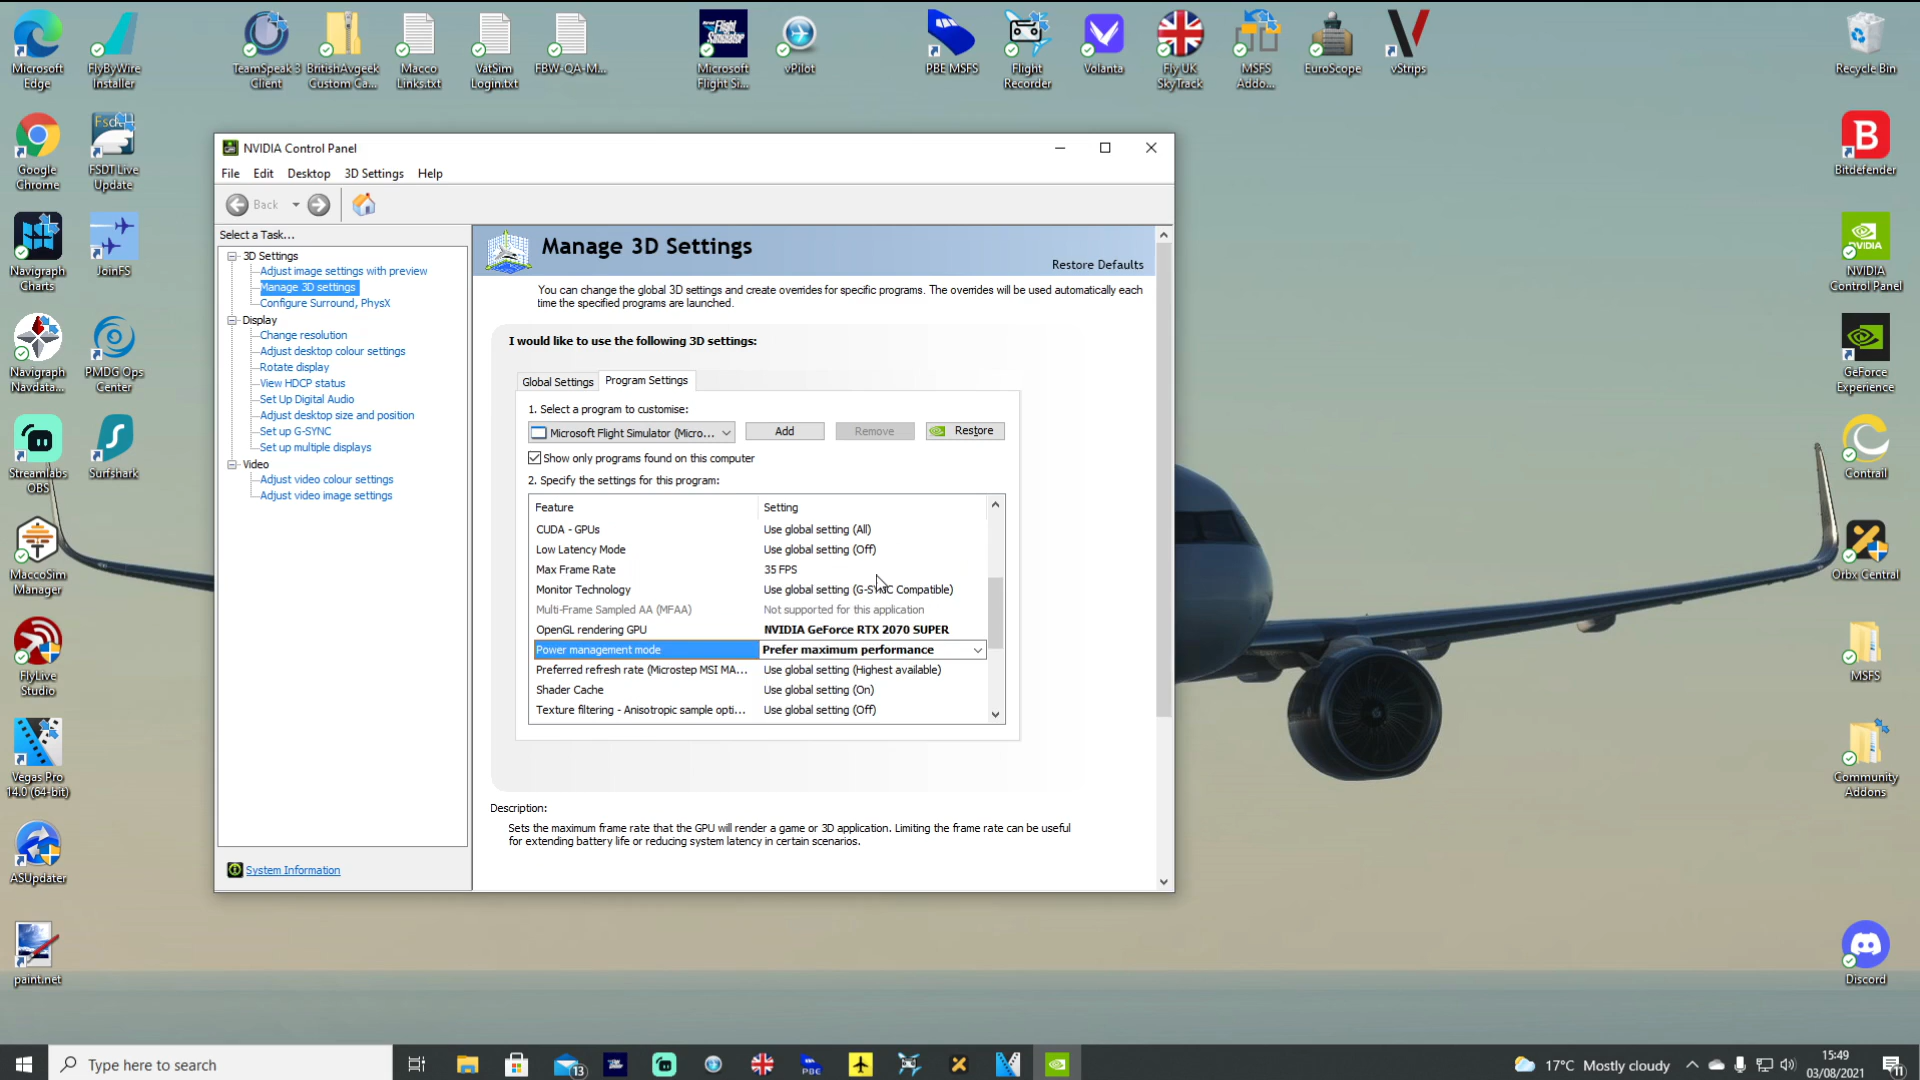 Microsoft
Edge
FlyByWire
Installer
TeamSpeak 3
Client
BritishAvgeek
Custom Ca...
Macco
Links.txt
VatSim
Login.txt
FBW-QA-M...
Microsoft
Flight Si...
vPilot
PBE MSFS
Flight
Recorder
Volanta
Fly UK
SkyTrack
MSFS
Addo...
EuroScope
vStrips
Recycle Bin
Google
Chrome
FSDT Live
Update
Navigraph
Charts
JoinFS
Navigraph
Navdata...
PMDG Ops
Center
Streamlabs
OBS
Surfshark
MaccoSim
Manager
FlyLive
Studio
Vegas Pro
14.0 (64-bit)
ASUpdater
paint.net
Bitdefender
NVIDIA
NVIDIA
Control Panel
GeForce
Experience
Contrail
Orbx Central
MSFS
Community
Addons
Discord
NVIDIA Control Panel
File Edit Desktop 3D Settings Help
Back
Select a Task...
3D Settings
Adjust image settings with preview
Manage 3D settings
Configure Surround, PhysX
Display
Change resolution
Adjust desktop colour settings
Rotate display
View HDCP status
Set Up Digital Audio
Adjust desktop size and position
Set up G-SYNC
Set up multiple displays
Video
Adjust video colour settings
Adjust video image settings
System Information
Manage 3D Settings
Restore Defaults
You can change the global 3D settings and create overrides for specific programs. The overrides will be used automatically each
time the specified programs are launched.
I would like to use the following 3D settings:
Global Settings Program Settings
1. Select a program to customise:
Microsoft Flight Simulator (Micro... Add Remove Restore
Show only programs found on this computer
2. Specify the settings for this program:
Feature Setting
CUDA - GPUs Use global setting (All)
Low Latency Mode Use global setting (Off)
Max Frame Rate 35 FPS
Monitor Technology Use global setting (G-SYNC Compatible)
Multi-Frame Sampled AA (MFAA) Not supported for this application
OpenGL rendering GPU NVIDIA GeForce RTX 2070 SUPER
Power management mode Prefer maximum performance
Preferred refresh rate (Microstep MSI MA... Use global setting (Highest available)
Shader Cache Use global setting (On)
Texture filtering - Anisotropic sample opti... Use global setting (Off)
Description:
Sets the maximum frame rate that the GPU will render a game or 3D application. Limiting the frame rate can be useful
for extending battery life or reducing system latency in certain scenarios.
Type here to search
13
17°C Mostly cloudy
15:49
03/08/2021
11